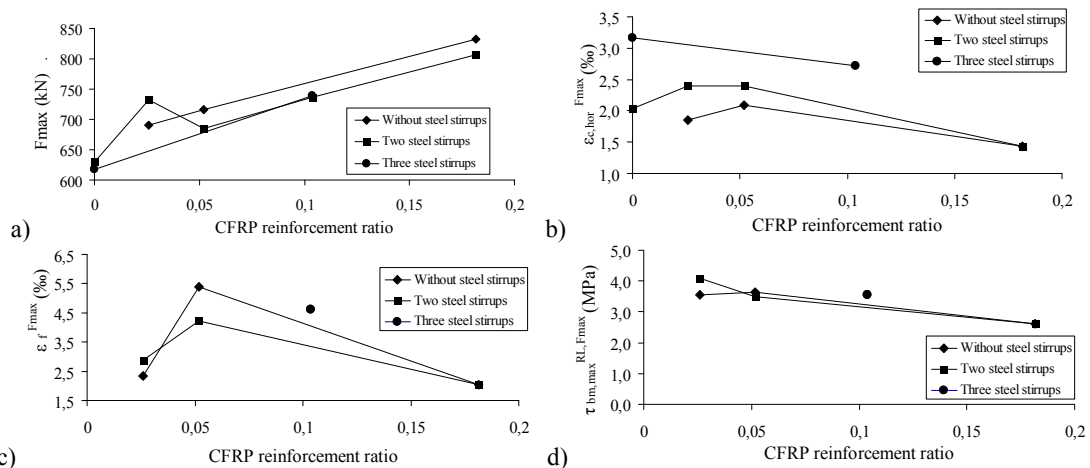 850
800
750
700
650
600
Fmax (kN)
Without steel stirrups
Two steel stirrups
Three steel stirrups
0 0,05 0,1 0,15 0,2
CFRP reinforcement ratio
a)
3,5
3,0
2,5
2,0
1,5
1,0
εc,hor Fmax (‰)
Without steel stirrups
Two steel stirrups
Three steel stirrups
0 0,05 0,1 0,15 0,2
CFRP reinforcement ratio
b)
6,5
5,5
4,5
3,5
2,5
1,5
ε f Fmax (‰)
Without steel stirrups
Two steel stirrups
Three steel stirrups
0 0,05 0,1 0,15 0,2
CFRP reinforcement ratio
c)
5,0
4,0
3,0
2,0
1,0
0,0
τ bm,max RL,Fmax (MPa)
Without steel stirrups
Two steel stirrups
Three steel stirrups
0 0,05 0,1 0,15 0,2
CFRP reinforcement ratio
d)